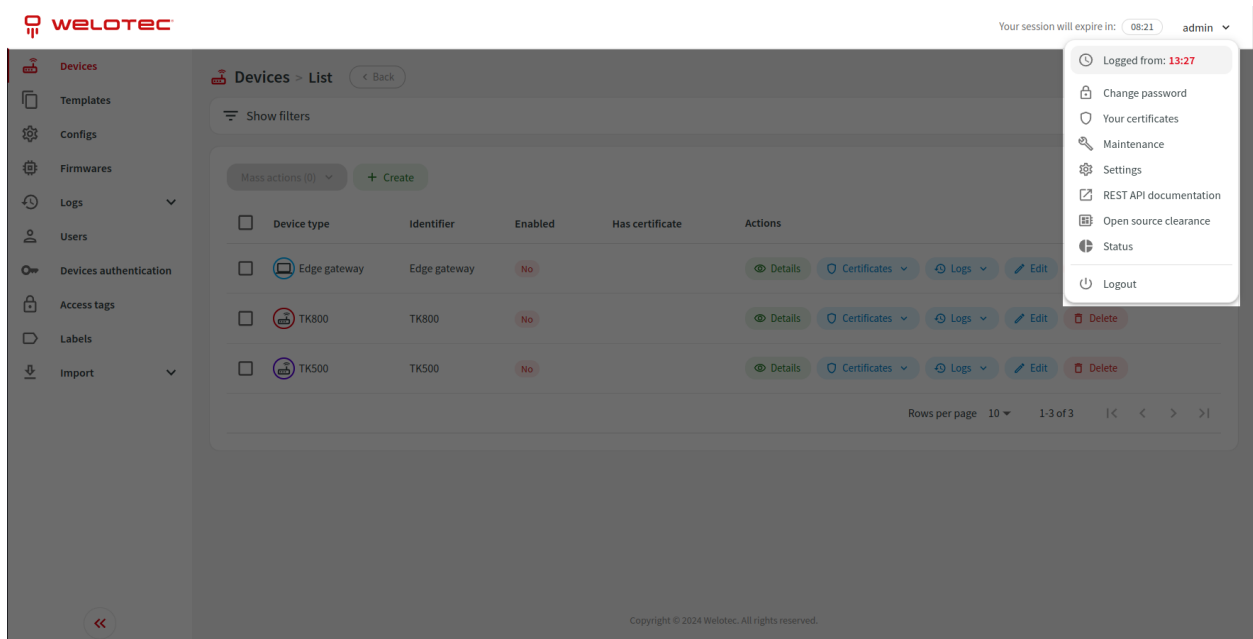 WELOTEC
Your session will expire in: 08:21 admin
Logged from: 13:27
Change password
Your certificates
Maintenance
Settings
REST API documentation
Open source clearance
Status
Logout
Devices
Templates
Configs
Firmwares
Logs
Users
Devices authentication
Access tags
Labels
Import
Devices > List < Back
Show filters
Mass actions (0) + Create
Device type Identifier Enabled Has certificate Actions
Edge gateway Edge gateway No Details Certificates Logs Edit
TK800 TK800 No Details Certificates Logs Edit Delete
TK500 TK500 No Details Certificates Logs Edit Delete
Rows per page 10 1-3 of 3
Copyright © 2024 Welotec. All rights reserved.